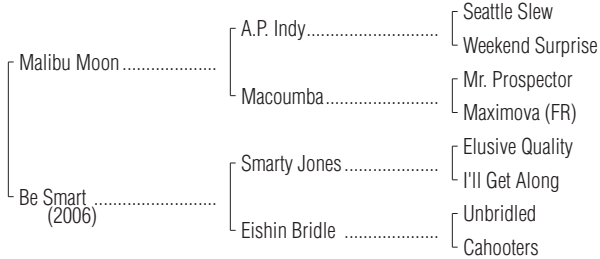 Seattle Slew
A.P. Indy
Weekend Surprise
Malibu Moon
Mr. Prospector
Macoumba
Maximova (FR)
Elusive Quality
Smarty Jones
I'll Get Along
Be Smart
(2006)
Unbridled
Eishin Bridle
Cahooters